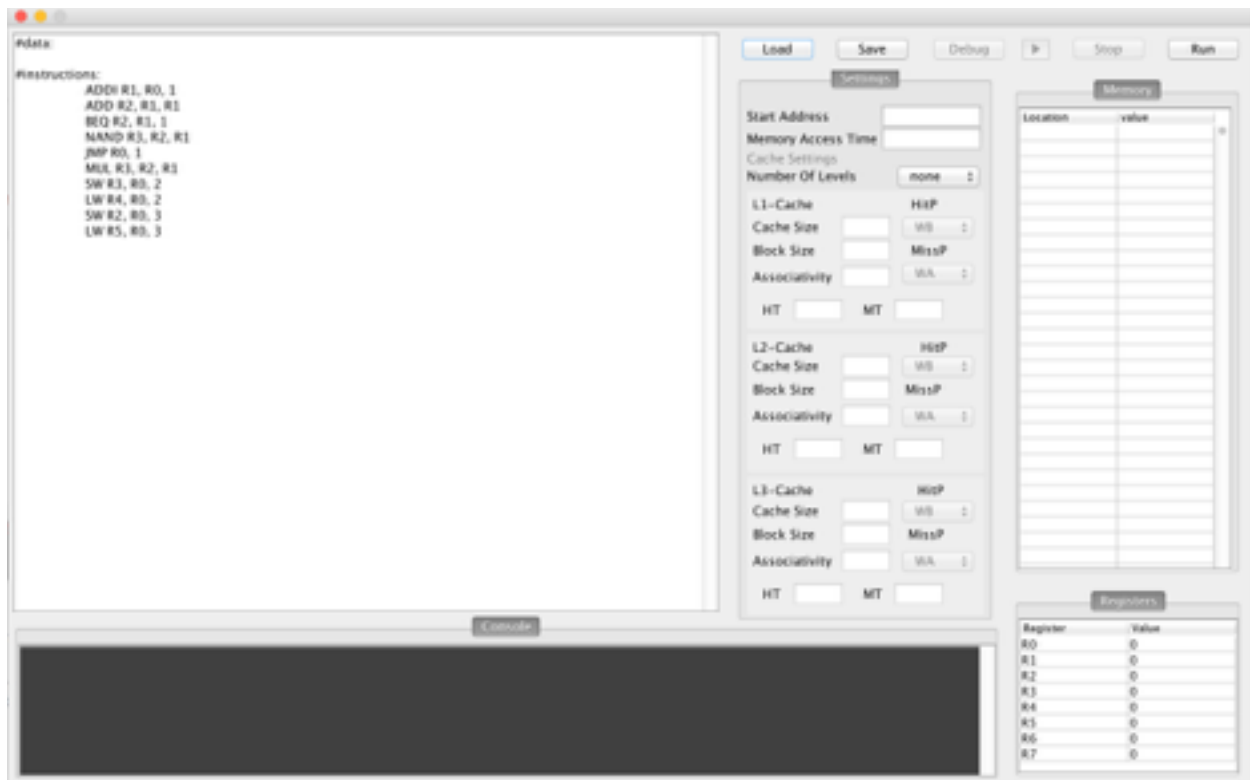 #data:
#instructions:
ADDI R1, R0, 1
ADD R2, R1, R1
BEQ R2, R1, 1
NAND R3, R2, R1
JMP R0, 1
MUL R3, R2, R1
SW R3, R0, 2
LW R4, R0, 2
SW R2, R0, 3
LW R5, R0, 3
Load Save Debug Stop Run
Settings
Start Address
Memory Access Time
Cache Settings
Number Of Levels none
L1-Cache HitP
Cache Size WB
Block Size MissP
Associativity WA
HT MT
L2-Cache HitP
Cache Size WB
Block Size MissP
Associativity WA
HT MT
L3-Cache HitP
Cache Size WB
Block Size MissP
Associativity WA
HT MT
Memory
Location value
Console
Registers
Register Value
R0 0
R1 0
R2 0
R3 0
R4 0
R5 0
R6 0
R7 0